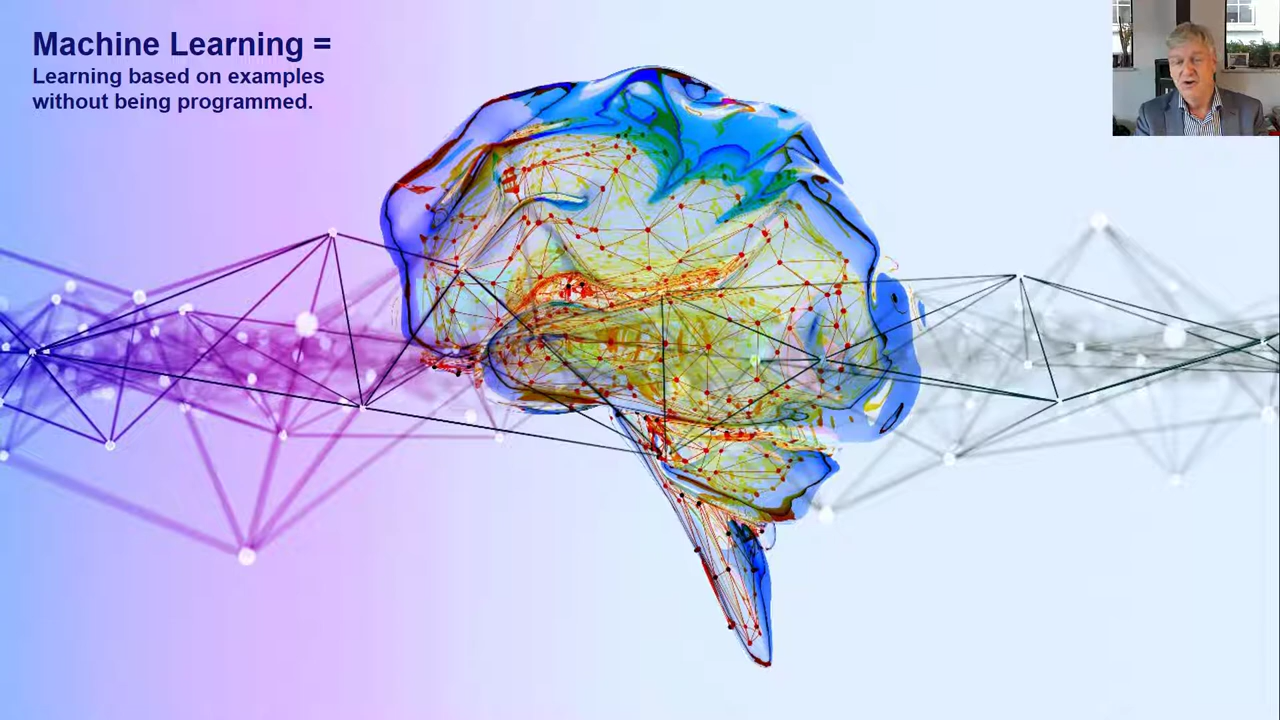 Machine Learning =
Learning based on examples
without being programmed.